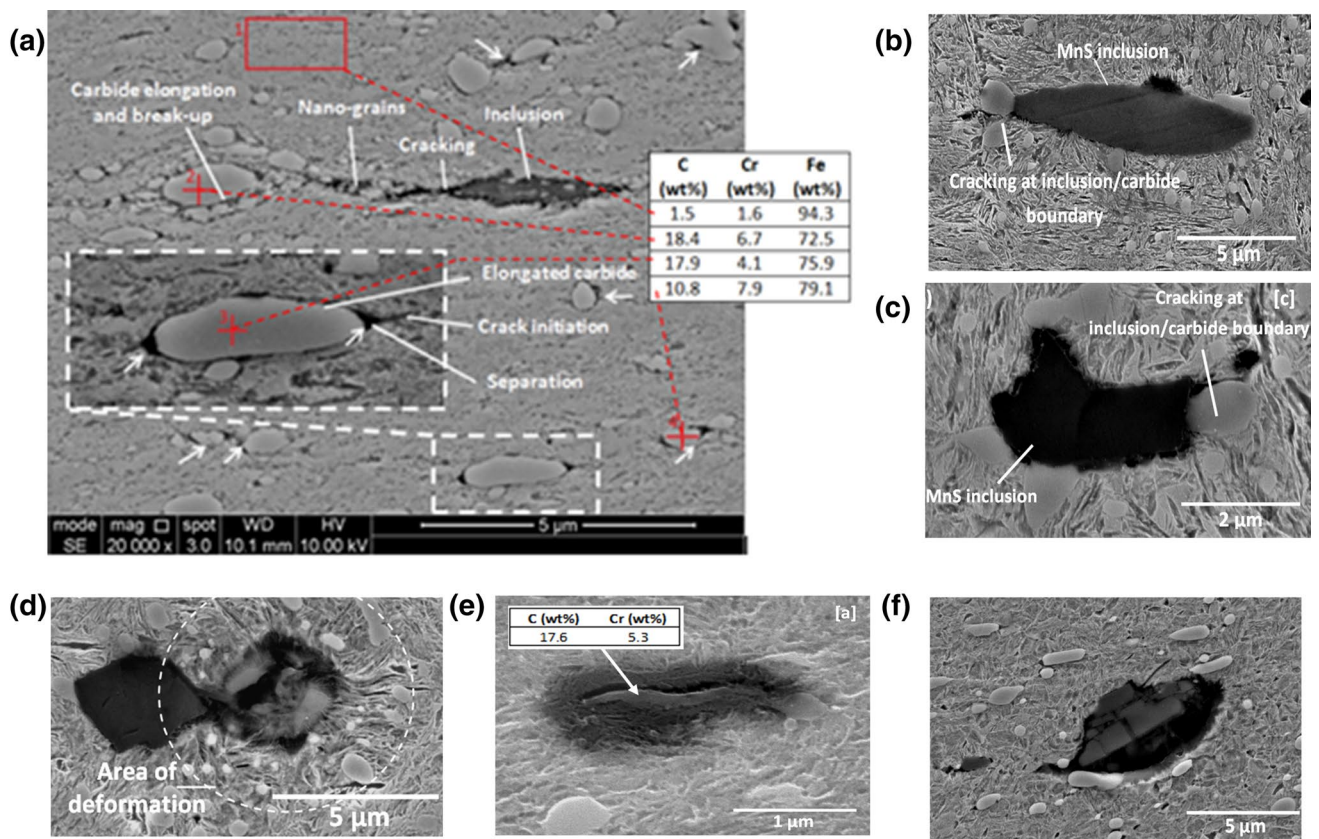 (a)
1
Carbide elongation
and break-up
Nano-grains
Cracking
Inclusion
2
C
(wt%)
Cr
(wt%)
Fe
(wt%)
1.5 1.6 94.3
18.4 6.7 72.5
17.9 4.1 75.9
10.8 7.9 79.1
Elongated carbide
3
Crack initiation
Separation
4
mode mag spot WD HV
SE 20 000 x 3.0 10.1 mm 10.00 kV
5 µm
(b)
MnS inclusion
Cracking at inclusion/carbide
boundary
5 µm
(c)
)
Cracking at [c]
inclusion/carbide boundary
MnS inclusion
2 µm
(d)
Area of
deformation
5 µm
(e)
[a]
C (wt%) Cr (wt%)
17.6 5.3
1 µm
(f)
5 µm